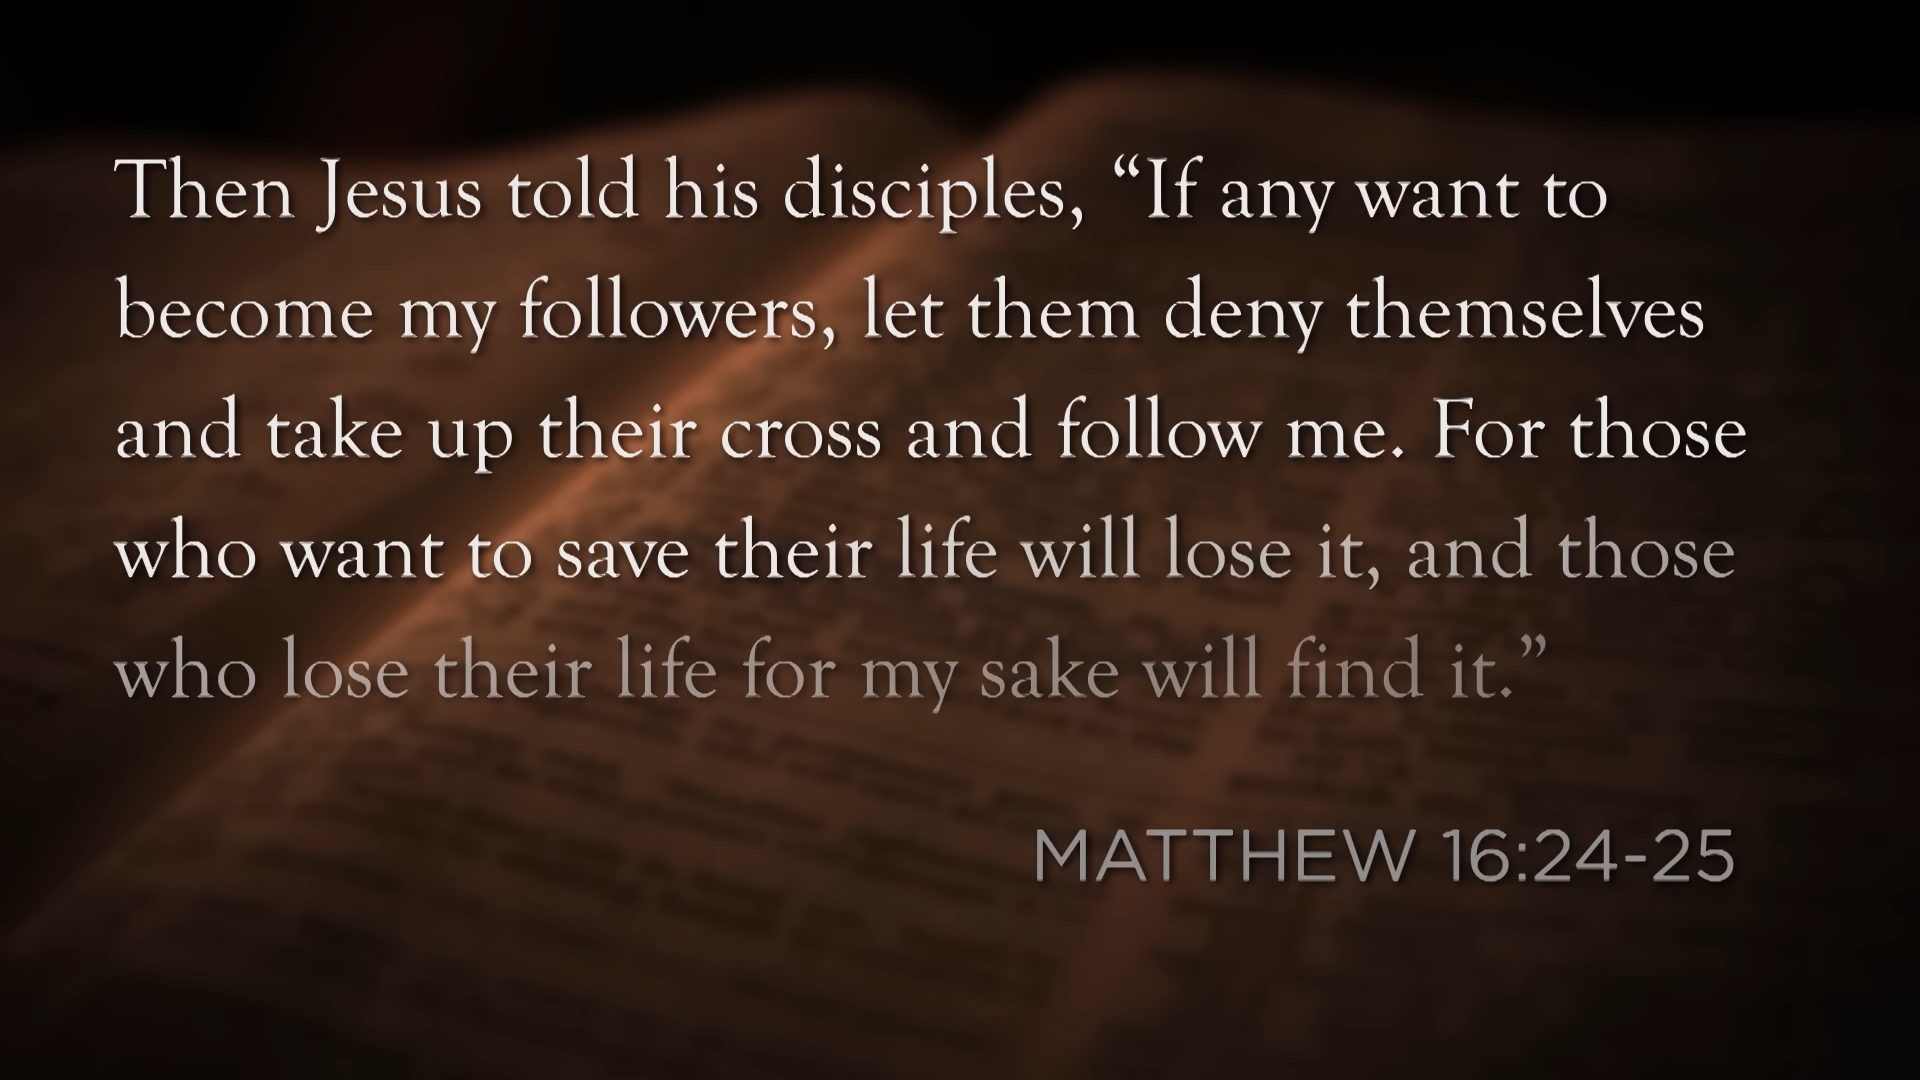 Then Jesus told his disciples, “If any want to
become my followers, let them deny themselves
and take up their cross and follow me. For those
who want to save their life will lose it, and those
who lose their life for my sake will find it.”
MATTHEW 16:24-25